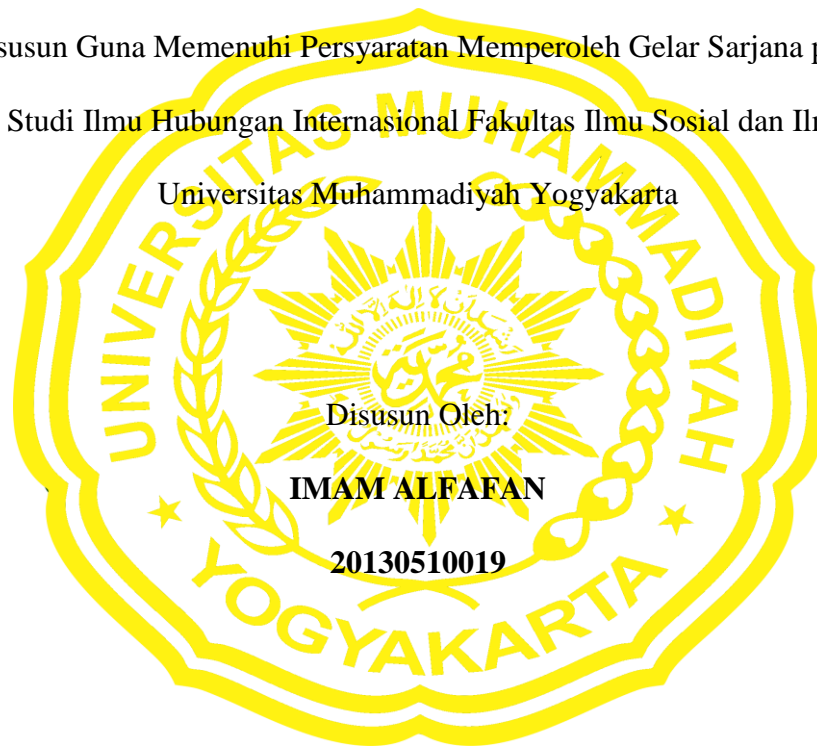 susun Guna Memenuhi Persyaratan Memperoleh Gelar Sarjana p
Studi Ilmu Hubungan Internasional Fakultas Ilmu Sosial dan Il
Universitas Muhammadiyah Yogyakarta
UNIVERSITAS MUHAMMADIYAH
Disusun Oleh:
IMAM ALFAFAN
20130510019
YOGYAKARTA